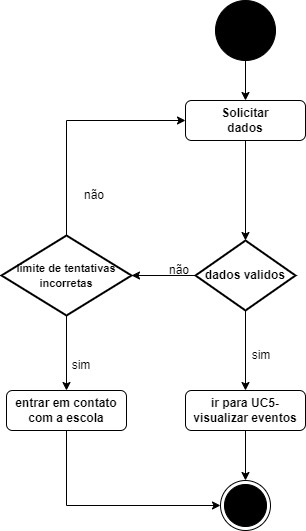 Solicitar
dados
não
limite de tentativas
incorretas
não
dados validos
sim
sim
entrar em contato
com a escola
ir para UC5-
visualizar eventos